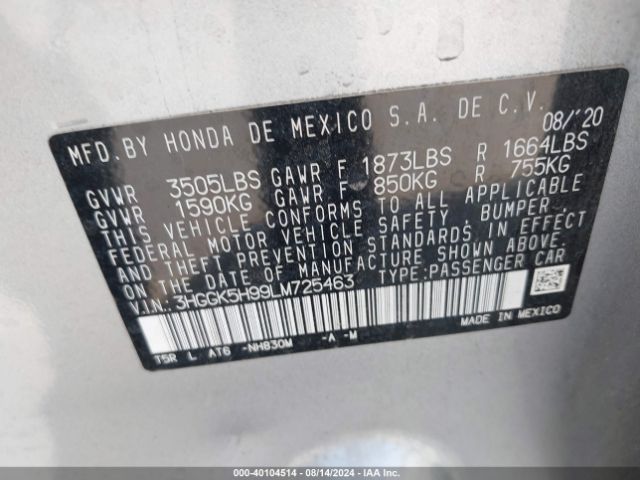 MFD. BY HONDA DE MEXICO S.A. DE C.V. 08/'20
GVWR 3505LBS GAWR F 1873LBS R 1664LBS
GVWR 1590KG GAWR F 850KG R 755KG
THIS VEHICLE CONFORMS TO ALL APPLICABLE
FEDERAL MOTOR VEHICLE SAFETY, BUMPER,
AND THEFT PREVENTION STANDARDS IN EFFECT
ON THE DATE OF MANUFACTURE SHOWN ABOVE.
V.I.N.: 3HGGK5H99LM725463 TYPE: PASSENGER CAR
T5R L AT6 -NH830M -A -M MADE IN MEXICO
000-40104514 | 08/14/2024 | IAAI.COM